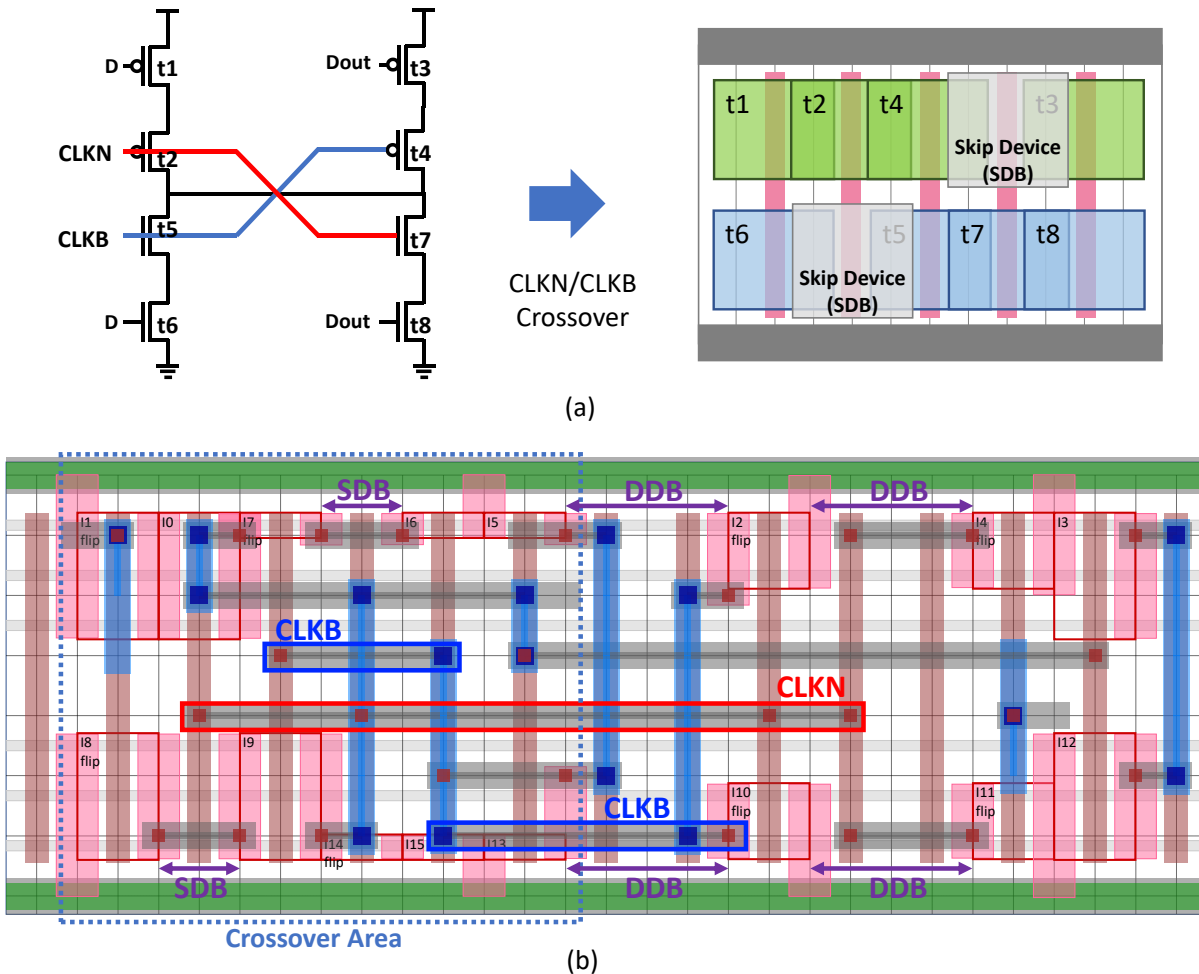 D
t1
Dout
t3
CLKN
t2
t4
CLKB
t5
t7
D
t6
Dout
t8
CLKN/CLKB
Crossover
t1
t2
t4
t3
Skip Device
(SDB)
t6
t5
t7
t8
Skip Device
(SDB)
(a)
SDB
DDB
DDB
I1
flip
I0
I7
flip
I6
I5
I2
flip
I4
flip
I3
CLKB
CLKN
I8
flip
I9
I12
CLKB
I14
flip
I15
I13
I10
flip
I11
flip
SDB
DDB
DDB
Crossover Area
(b)